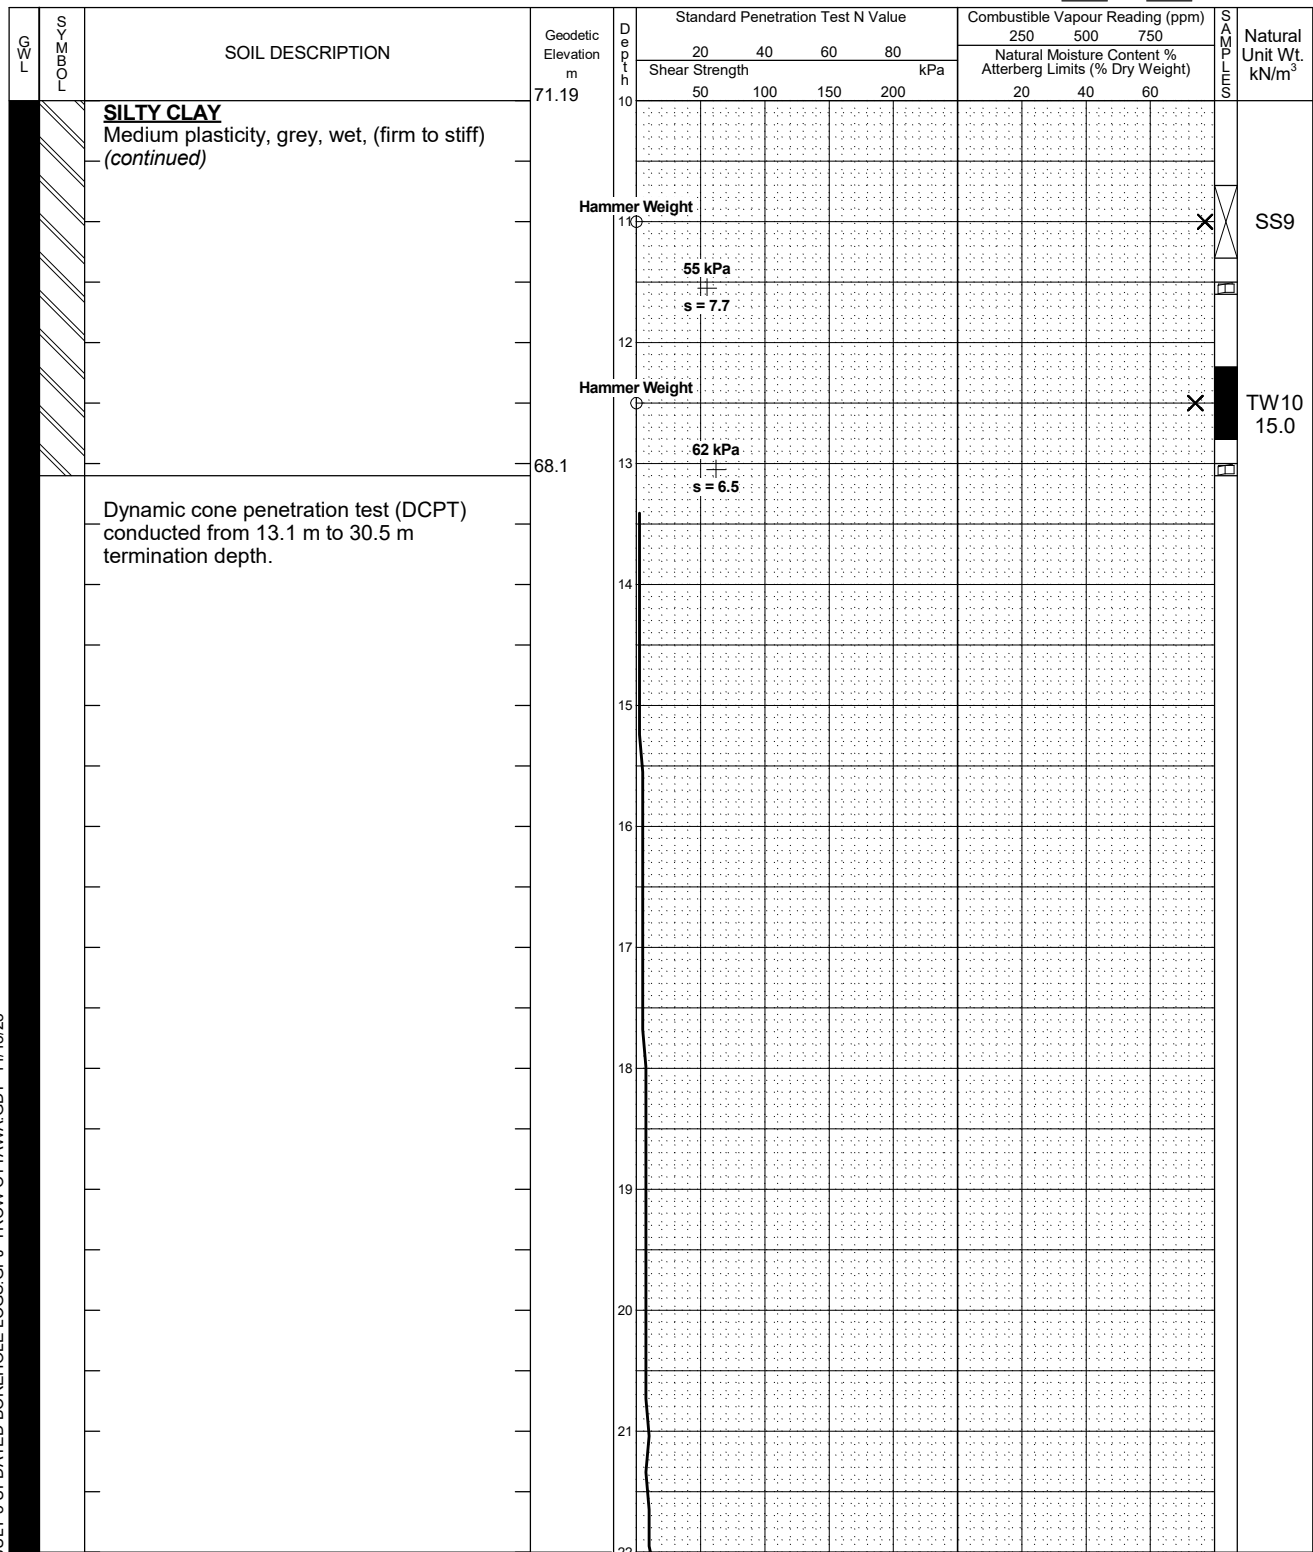 GWL
SYMBOL
SOIL DESCRIPTION
Geodetic
Elevation
m
Depth
Standard Penetration Test N Value
20 40 60 80
Shear Strength kPa
50 100 150 200
Combustible Vapour Reading (ppm)
250 500 750
Natural Moisture Content %
Atterberg Limits (% Dry Weight)
20 40 60
SAMPLES
Natural
Unit Wt.
kN/m³
71.19
10
SILTY CLAY
Medium plasticity, grey, wet, (firm to stiff)
(continued)
Hammer Weight
11
SS9
55 kPa
s = 7.7
12
Hammer Weight
TW10
15.0
62 kPa
68.1
13
s = 6.5
Dynamic cone penetration test (DCPT)
conducted from 13.1 m to 30.5 m
termination depth.
14
15
16
17
18
19
20
21